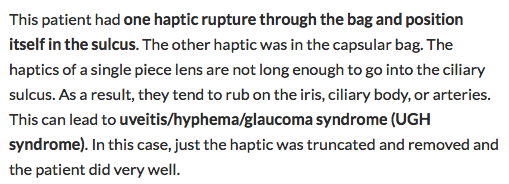 This patient had one haptic rupture through the bag and position
itself in the sulcus. The other haptic was in the capsular bag. The
haptics of a single piece lens are not long enough to go into the ciliary
sulcus. As a result, they tend to rub on the iris, ciliary body, or arteries.
This can lead to uveitis/hyphema/glaucoma syndrome (UGH
syndrome). In this case, just the haptic was truncated and removed and
the patient did very well.